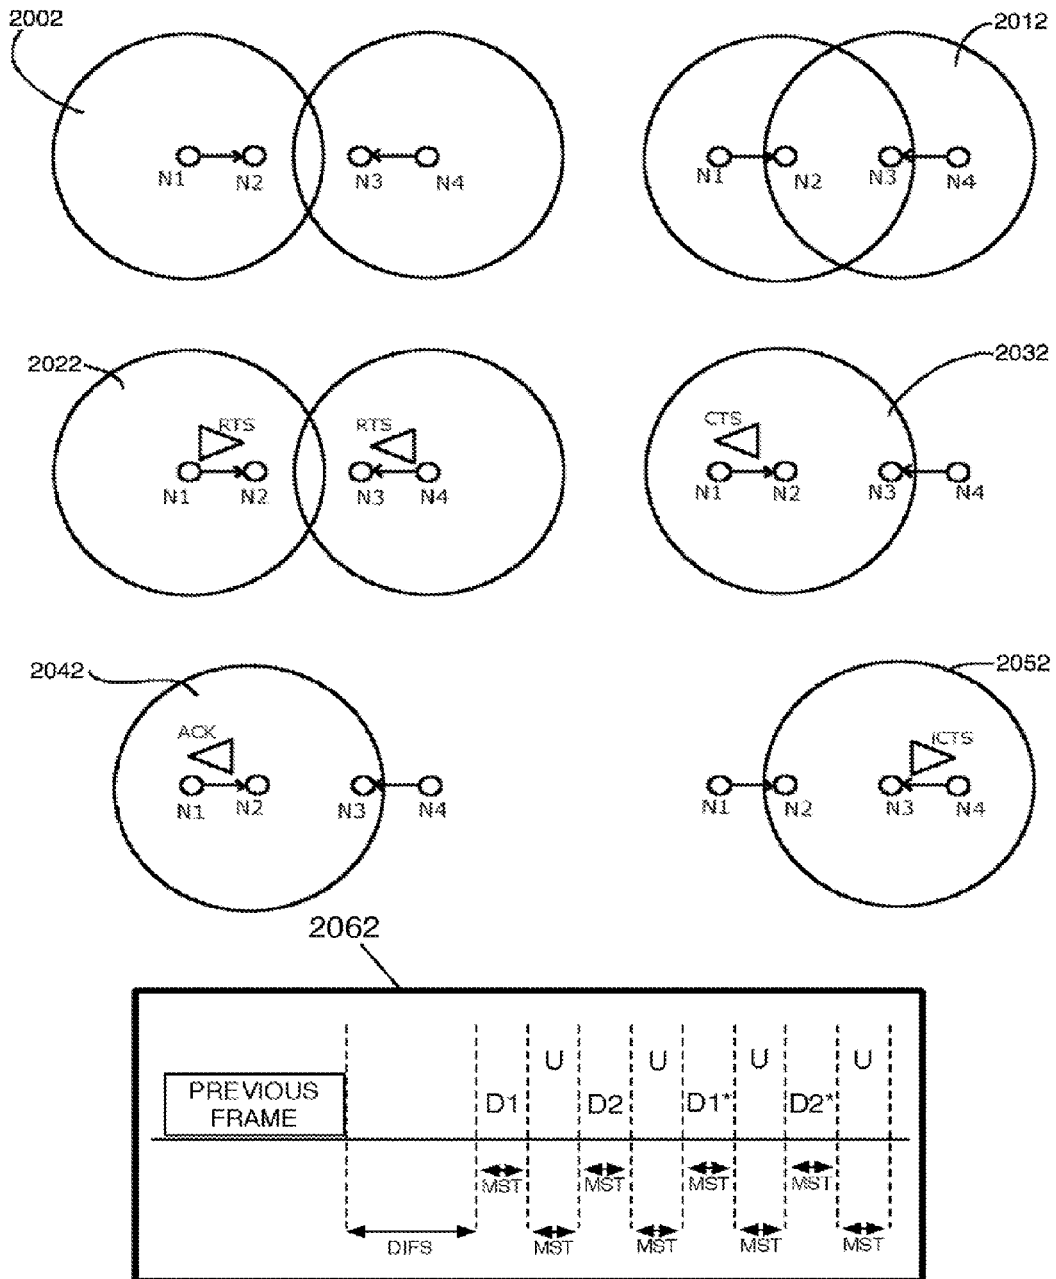 2002
2012
N1 N2 N3 N4
N1 N2 N3 N4
2022
2032
RTS RTS
CTS
N1 N2 N3 N4
N1 N2 N3 N4
2042
2052
ACK
iCTS
N1 N2 N3 N4
N1 N2 N3 N4
2062
U U U U
PREVIOUS
FRAME
D1 D2 D1* D2*
MST MST MST MST
DIFS MST MST MST MST